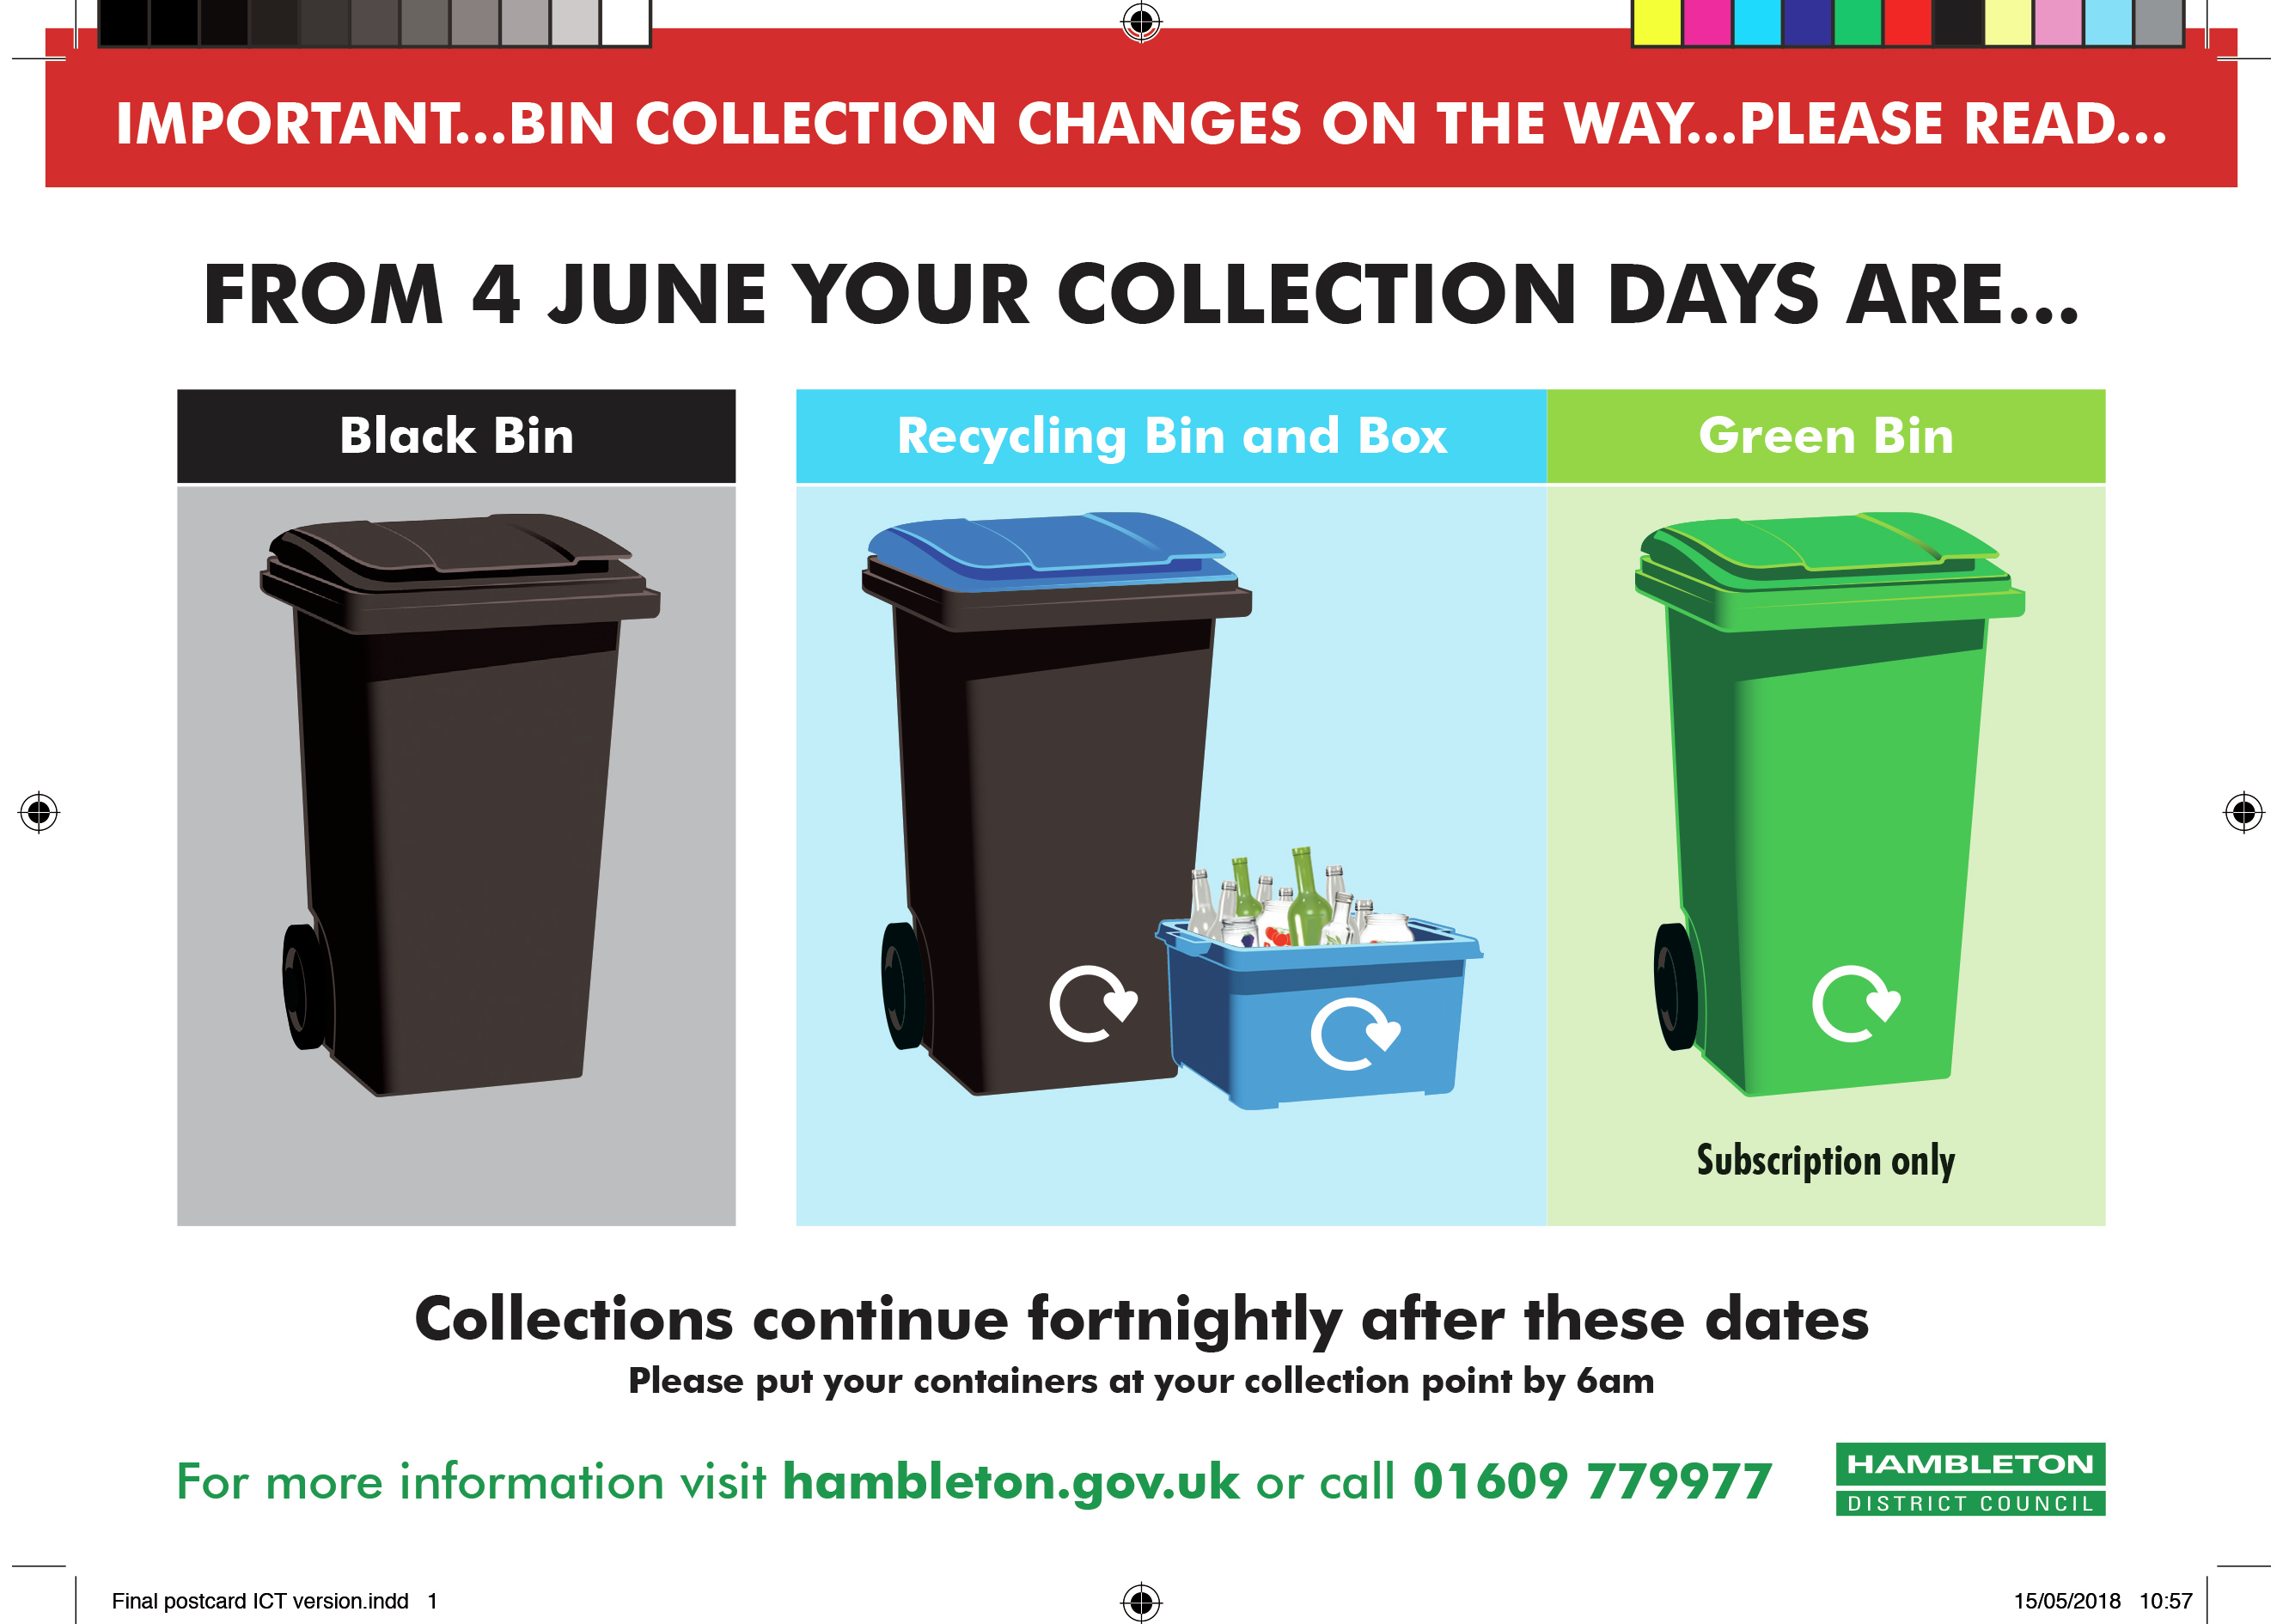 IMPORTANT...BIN COLLECTION CHANGES ON THE WAY...PLEASE READ...
FROM 4 JUNE YOUR COLLECTION DAYS ARE...
Black Bin
Recycling Bin and Box
Green Bin
Subscription only
Collections continue fortnightly after these dates
Please put your containers at your collection point by 6am
For more information visit hambleton.gov.uk or call 01609 779977
HAMBLETON
DISTRICT COUNCIL
Final postcard ICT version.indd 1
15/05/2018 10:57